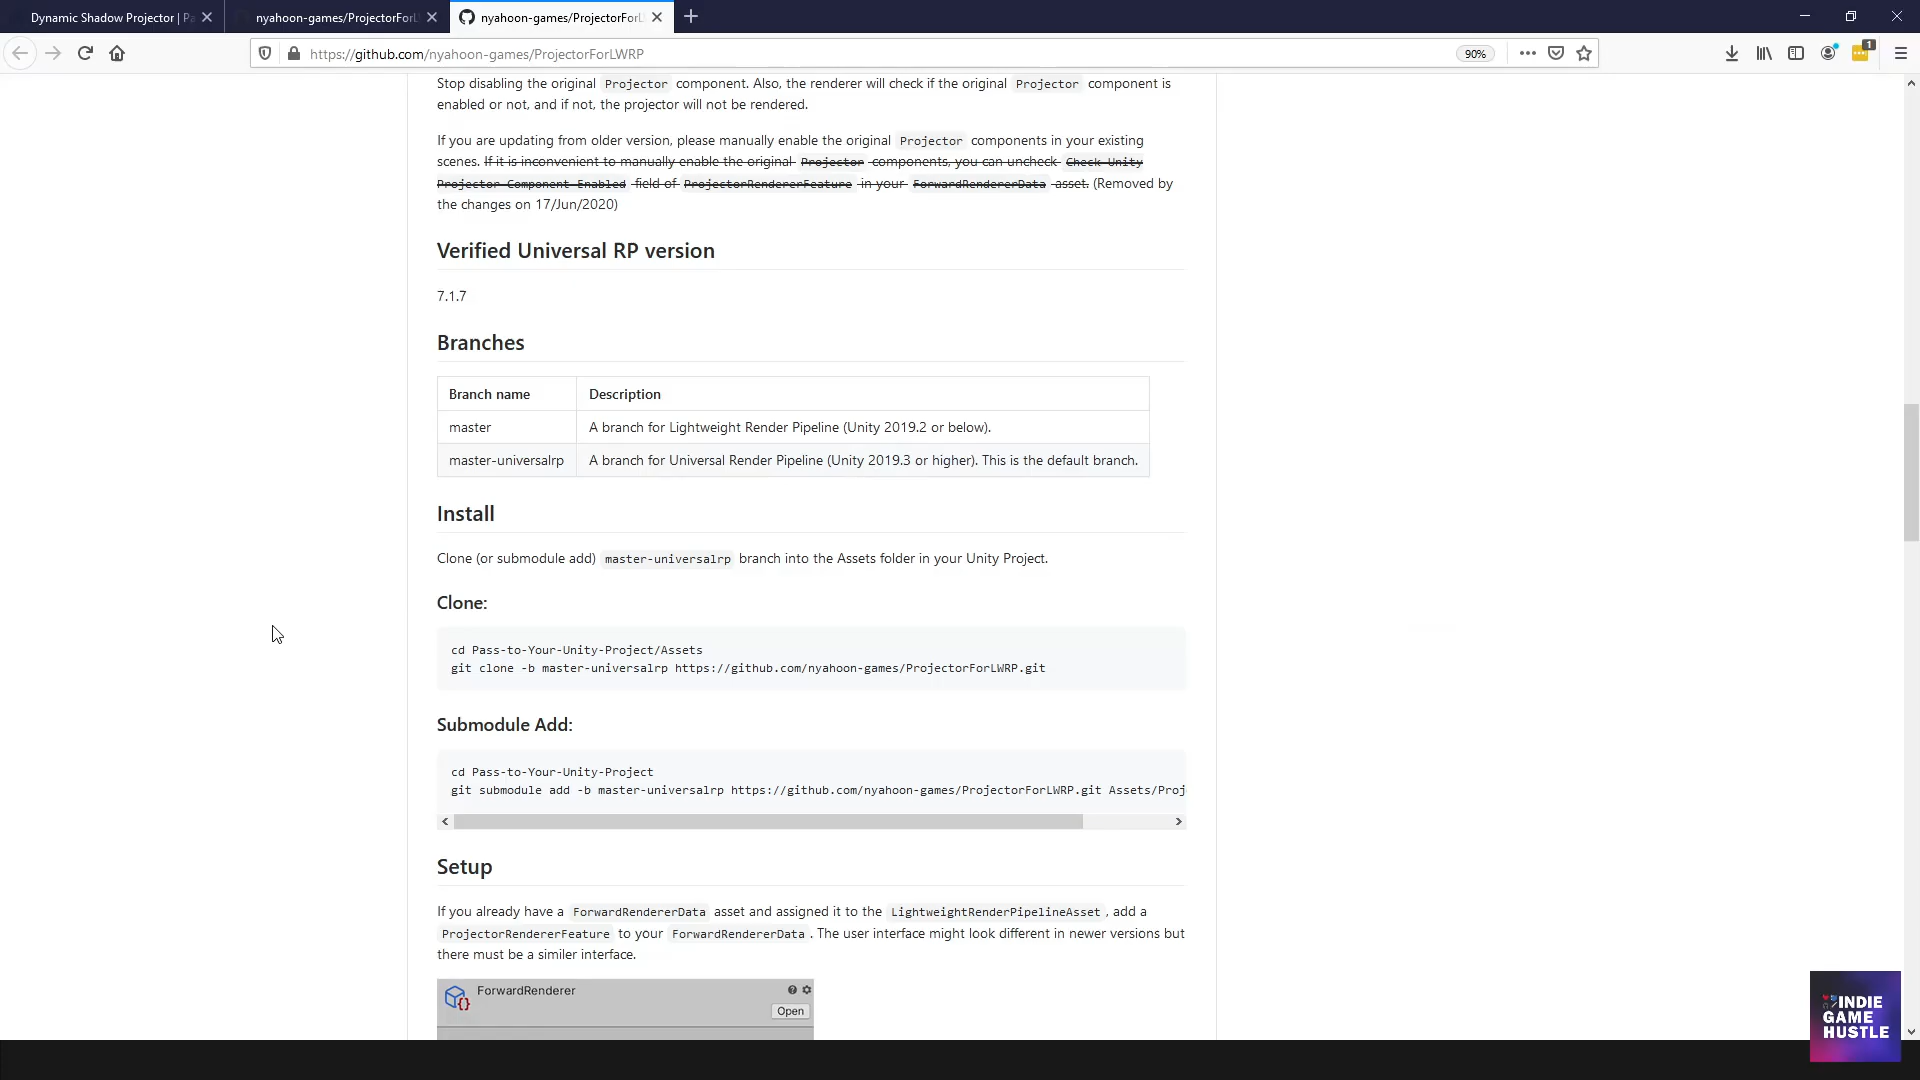 Dynamic Shadow Projector | Pa
nyahoon-games/ProjectorForL
nyahoon-games/ProjectorForL
https://github.com/nyahoon-games/ProjectorForLWRP
90%
1
Stop disabling the original Projector component. Also, the renderer will check if the original Projector component is
enabled or not, and if not, the projector will not be rendered.
If you are updating from older version, please manually enable the original Projector components in your existing
scenes. If it is inconvenient to manually enable the original Projector components, you can uncheck Check Unity
Projector Component Enabled field of ProjectorRendererFeature in your ForwardRendererData asset. (Removed by
the changes on 17/Jun/2020)
Verified Universal RP version
7.1.7
Branches
Branch name Description
master A branch for Lightweight Render Pipeline (Unity 2019.2 or below).
master-universalrp A branch for Universal Render Pipeline (Unity 2019.3 or higher). This is the default branch.
Install
Clone (or submodule add) master-universalrp branch into the Assets folder in your Unity Project.
Clone:
cd Pass-to-Your-Unity-Project/Assets
git clone -b master-universalrp https://github.com/nyahoon-games/ProjectorForLWRP.git
Submodule Add:
cd Pass-to-Your-Unity-Project
git submodule add -b master-universalrp https://github.com/nyahoon-games/ProjectorForLWRP.git Assets/Proj
Setup
If you already have a ForwardRendererData asset and assigned it to the LightweightRenderPipelineAsset , add a
ProjectorRendererFeature to your ForwardRendererData . The user interface might look different in newer versions but
there must be a similer interface.
ForwardRenderer
Open
INDIE
GAME
HUSTLE